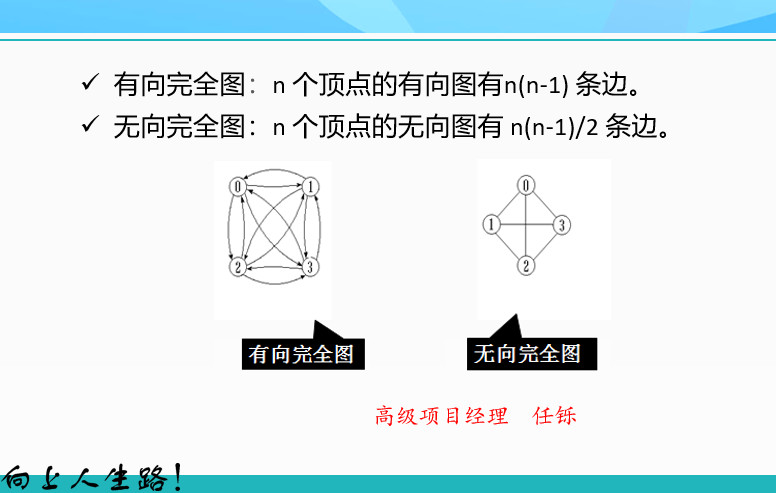 ✓ 有向完全图：n 个顶点的有向图有n(n-1) 条边。
✓ 无向完全图：n 个顶点的无向图有 n(n-1)/2 条边。
0 1
2 3
0
1 3
2
有向完全图
无向完全图
高级项目经理 任铄
向上人生路！